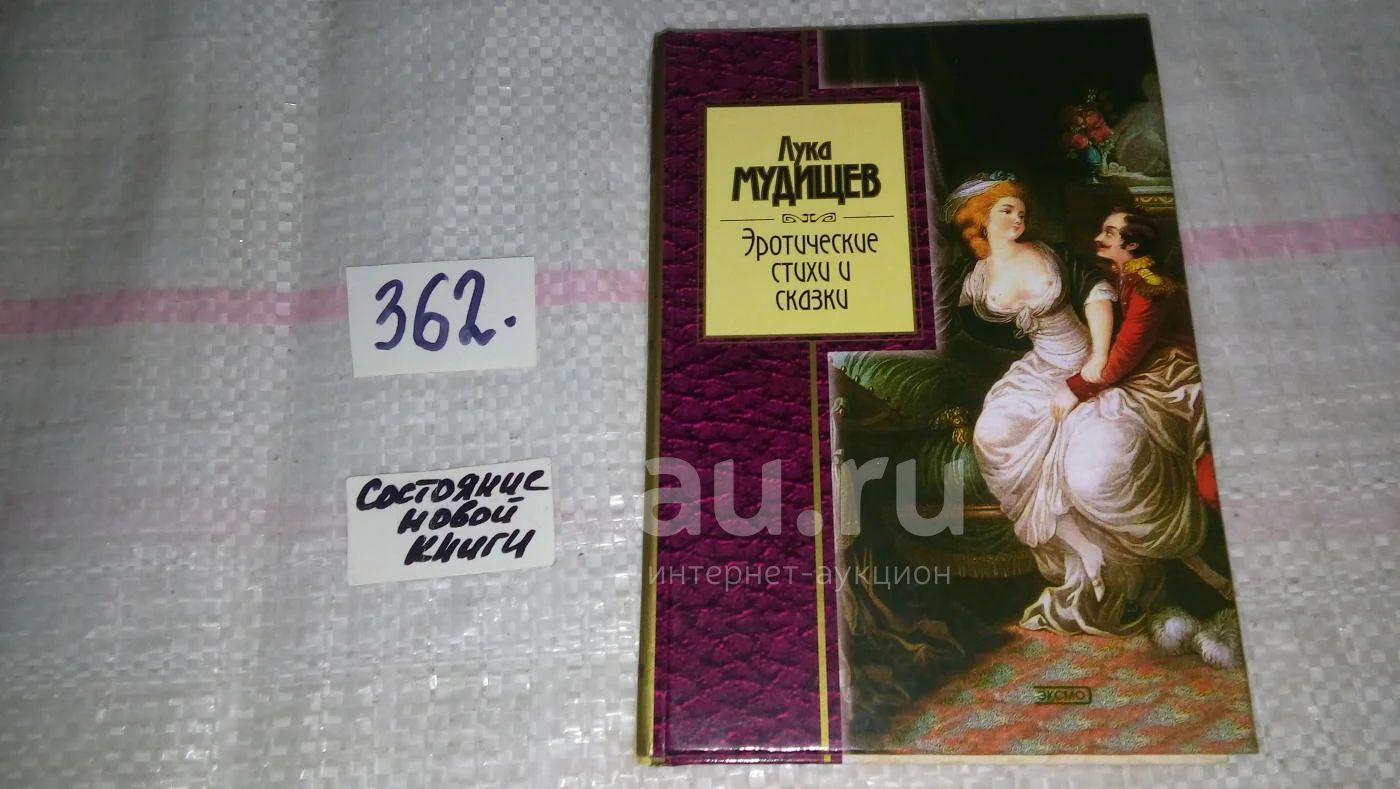 Лука
МУДИЩЕВ
Эротические
стихи и
сказки
362.
Состояние
новой
книги
au.ru
интернет-аукцион
ЭКСМО